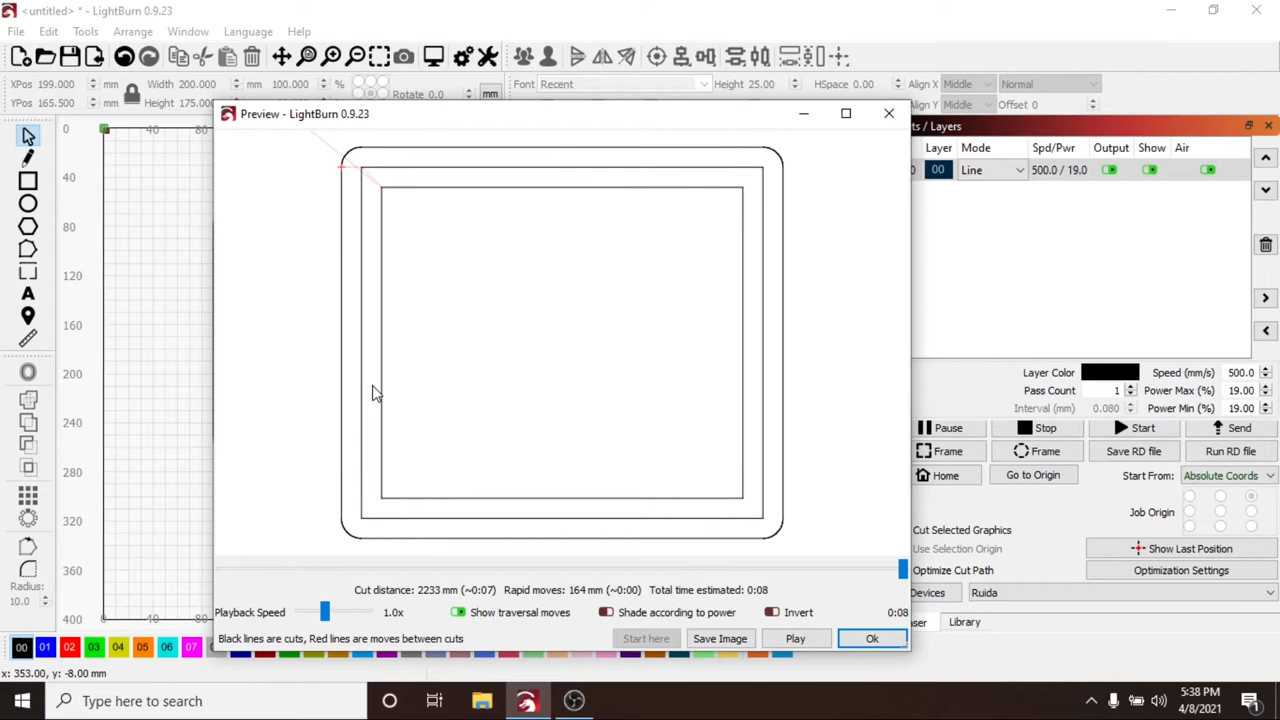 <untitled> * - LightBurn 0.9.23
File Edit Tools Arrange Window Language Help
XPos 199.000 mm Width 200.000 mm 100.000 %
YPos 165.500 mm Height 175.000
Rotate 0.0 mm
Font Recent Height 25.00 HSpace 0.00 Align X Middle Normal
Align Y Middle Offset 0
Preview - LightBurn 0.9.23
/ Layers
Layer Mode Spd/Pwr Output Show Air
00 Line 500.0 / 19.0
0 40 80
40
80
120
160
200
240
280
320
360
400
Layer Color Speed (mm/s) 500.0
Pass Count 1 Power Max (%) 19.00
Interval (mm) 0.080 Power Min (%) 19.00
Pause Stop Start Send
Frame Frame Save RD file Run RD file
Home Go to Origin Start From: Absolute Coords
Job Origin
Cut Selected Graphics
Use Selection Origin Show Last Position
Optimize Cut Path Optimization Settings
Devices Ruida
Library
Cut distance: 2233 mm (~0:07) Rapid moves: 164 mm (~0:00) Total time estimated: 0:08
Playback Speed 1.0x Show traversal moves Shade according to power Invert 0:08
Black lines are cuts, Red lines are moves between cuts Start here Save Image Play Ok
Radius:
10.0
00 01 02 03 04 05 06 07
x: 353.00, y: -8.00 mm
Type here to search
5:38 PM
4/8/2021
1